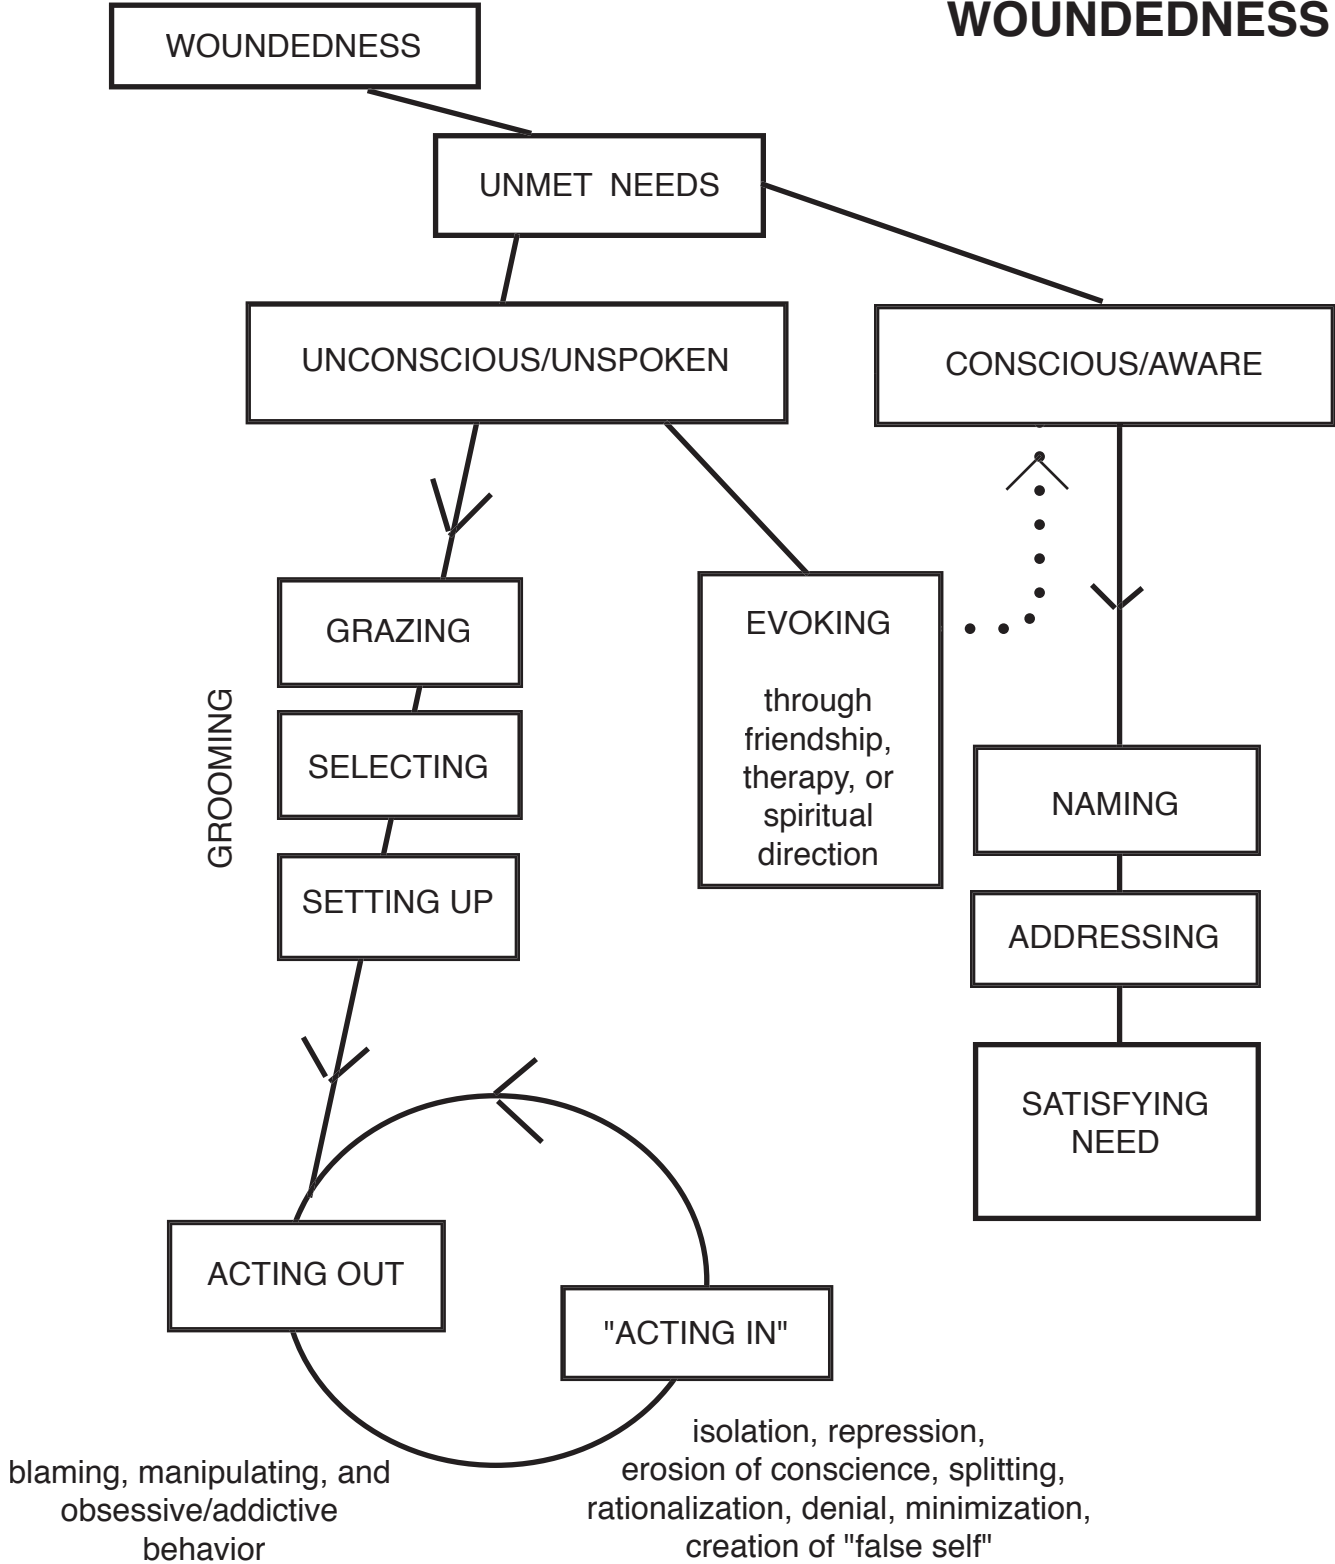 WOUNDEDNESS
WOUNDEDNESS
UNMET NEEDS
UNCONSCIOUS/UNSPOKEN
CONSCIOUS/AWARE
GRAZING
SELECTING
SETTING UP
GROOMING
EVOKING
through
friendship,
therapy, or
spiritual
direction
NAMING
ADDRESSING
SATISFYING
NEED
ACTING OUT
"ACTING IN"
blaming, manipulating, and
obsessive/addictive
behavior
isolation, repression,
erosion of conscience, splitting,
rationalization, denial, minimization,
creation of "false self"